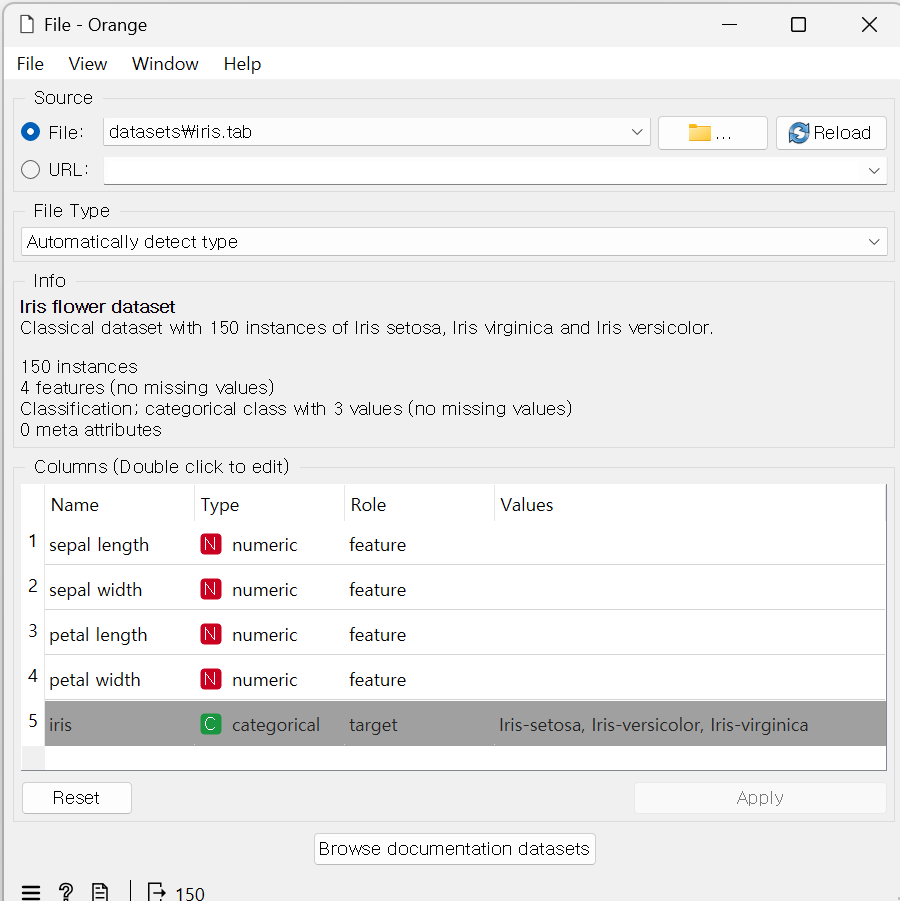 File - Orange
File View Window Help
Source
File: datasets₩iris.tab ... Reload
URL:
File Type
Automatically detect type
Info
Iris flower dataset
Classical dataset with 150 instances of Iris setosa, Iris virginica and Iris versicolor.
150 instances
4 features (no missing values)
Classification; categorical class with 3 values (no missing values)
0 meta attributes
Columns (Double click to edit)
Name Type Role Values
1 sepal length N numeric feature
2 sepal width N numeric feature
3 petal length N numeric feature
4 petal width N numeric feature
5 iris C categorical target Iris-setosa, Iris-versicolor, Iris-virginica
Reset Apply
Browse documentation datasets
? 150